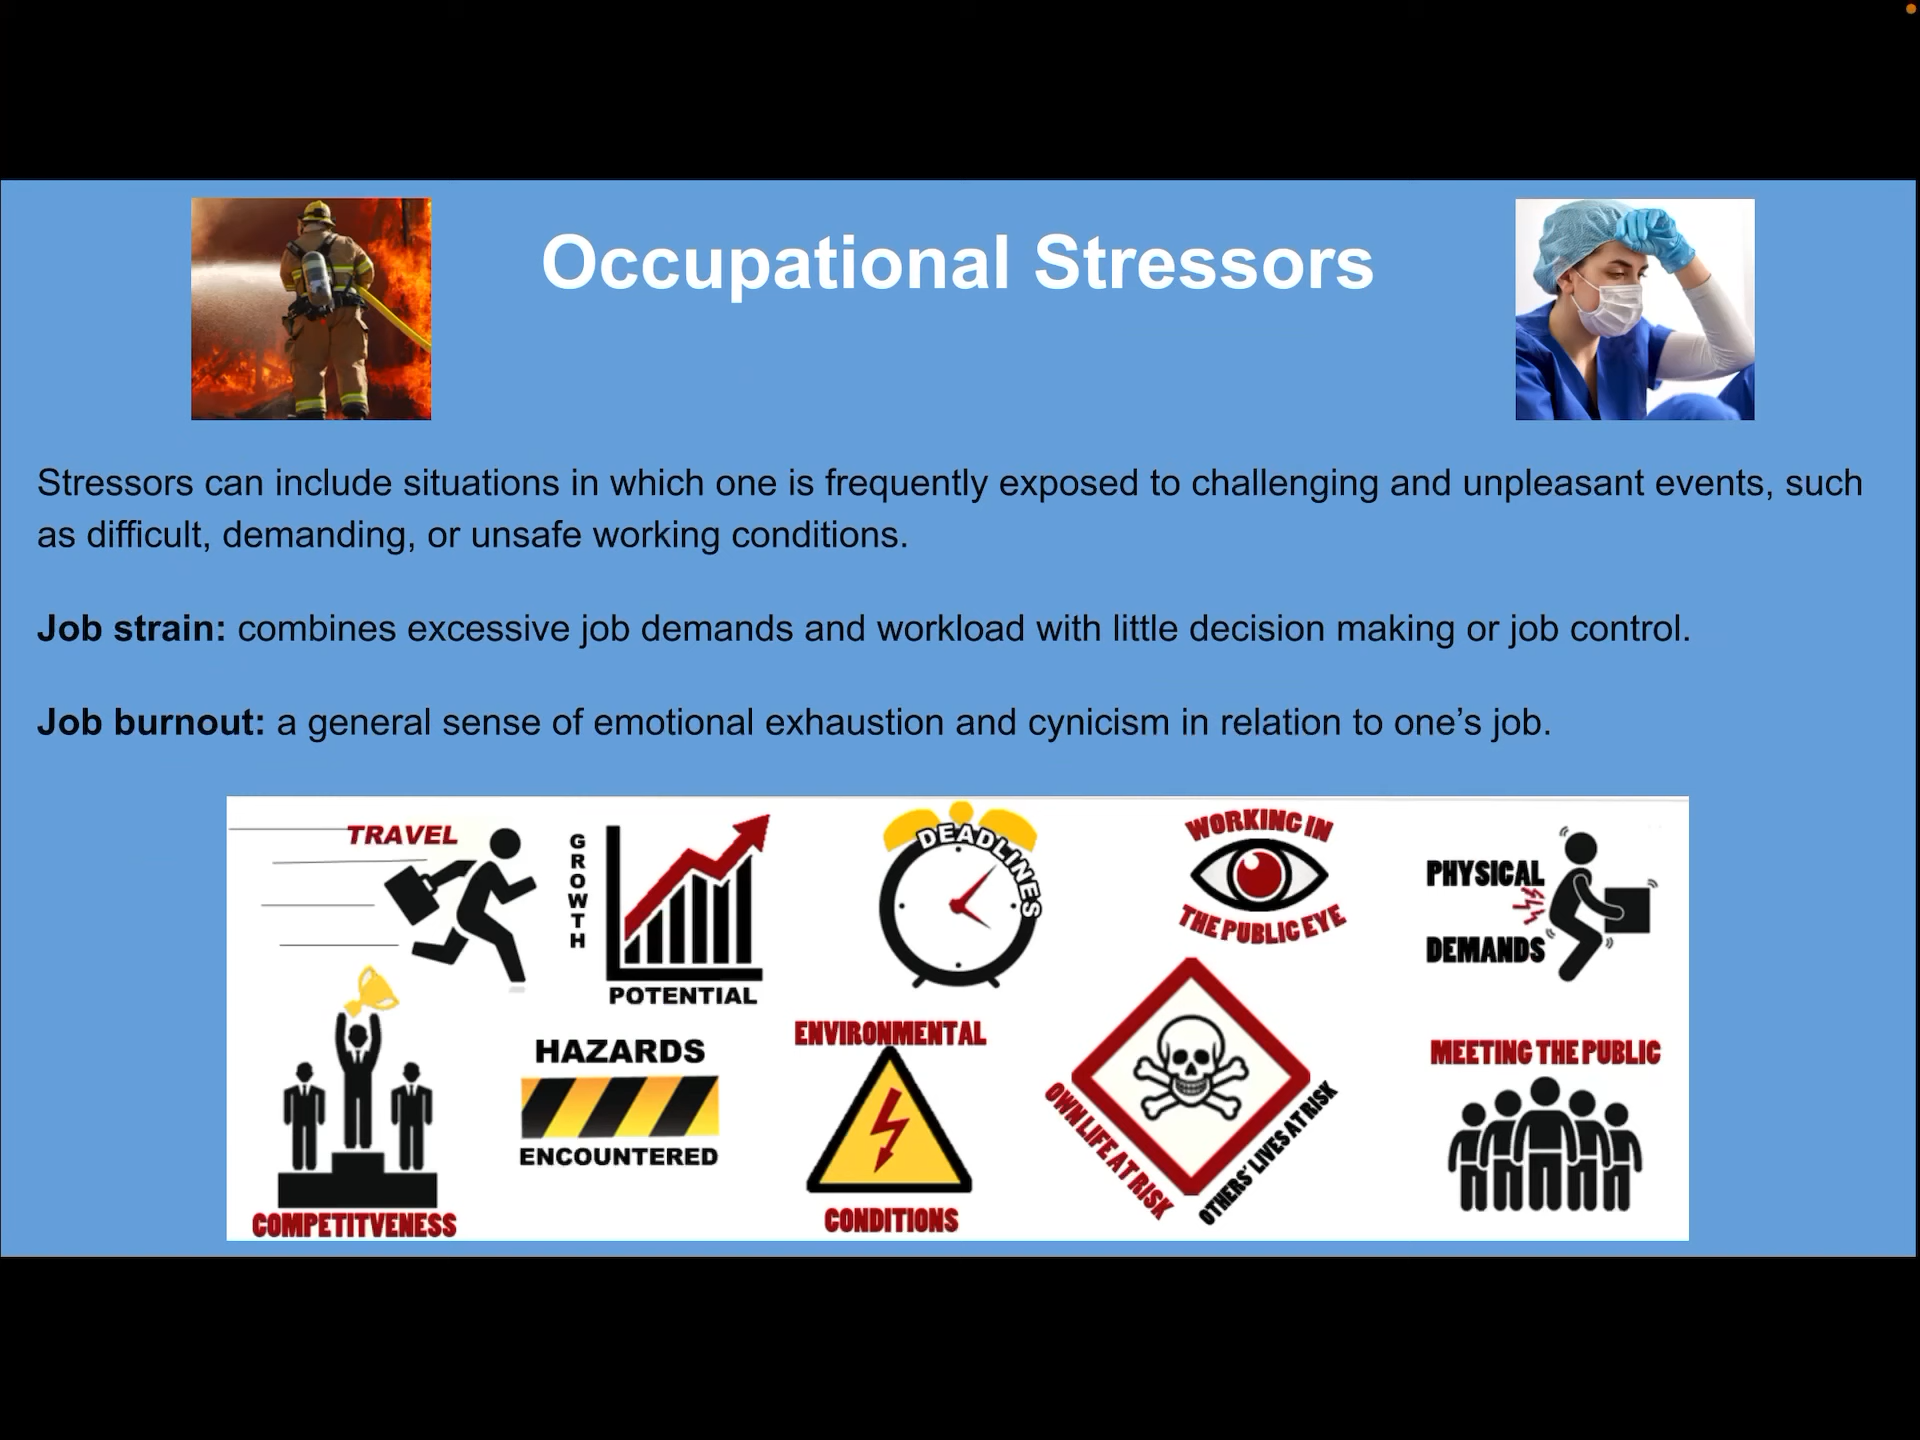 Occupational Stressors
Stressors can include situations in which one is frequently exposed to challenging and unpleasant events, such
as difficult, demanding, or unsafe working conditions.
Job strain: combines excessive job demands and workload with little decision making or job control.
Job burnout: a general sense of emotional exhaustion and cynicism in relation to one’s job.
TRAVEL
GROWTH
POTENTIAL
DEADLINES
WORKING IN
THE PUBLIC EYE
PHYSICAL
DEMANDS
COMPETITVENESS
HAZARDS
ENCOUNTERED
ENVIRONMENTAL
CONDITIONS
OWN LIFE AT RISK
OTHERS' LIVES AT RISK
MEETING THE PUBLIC